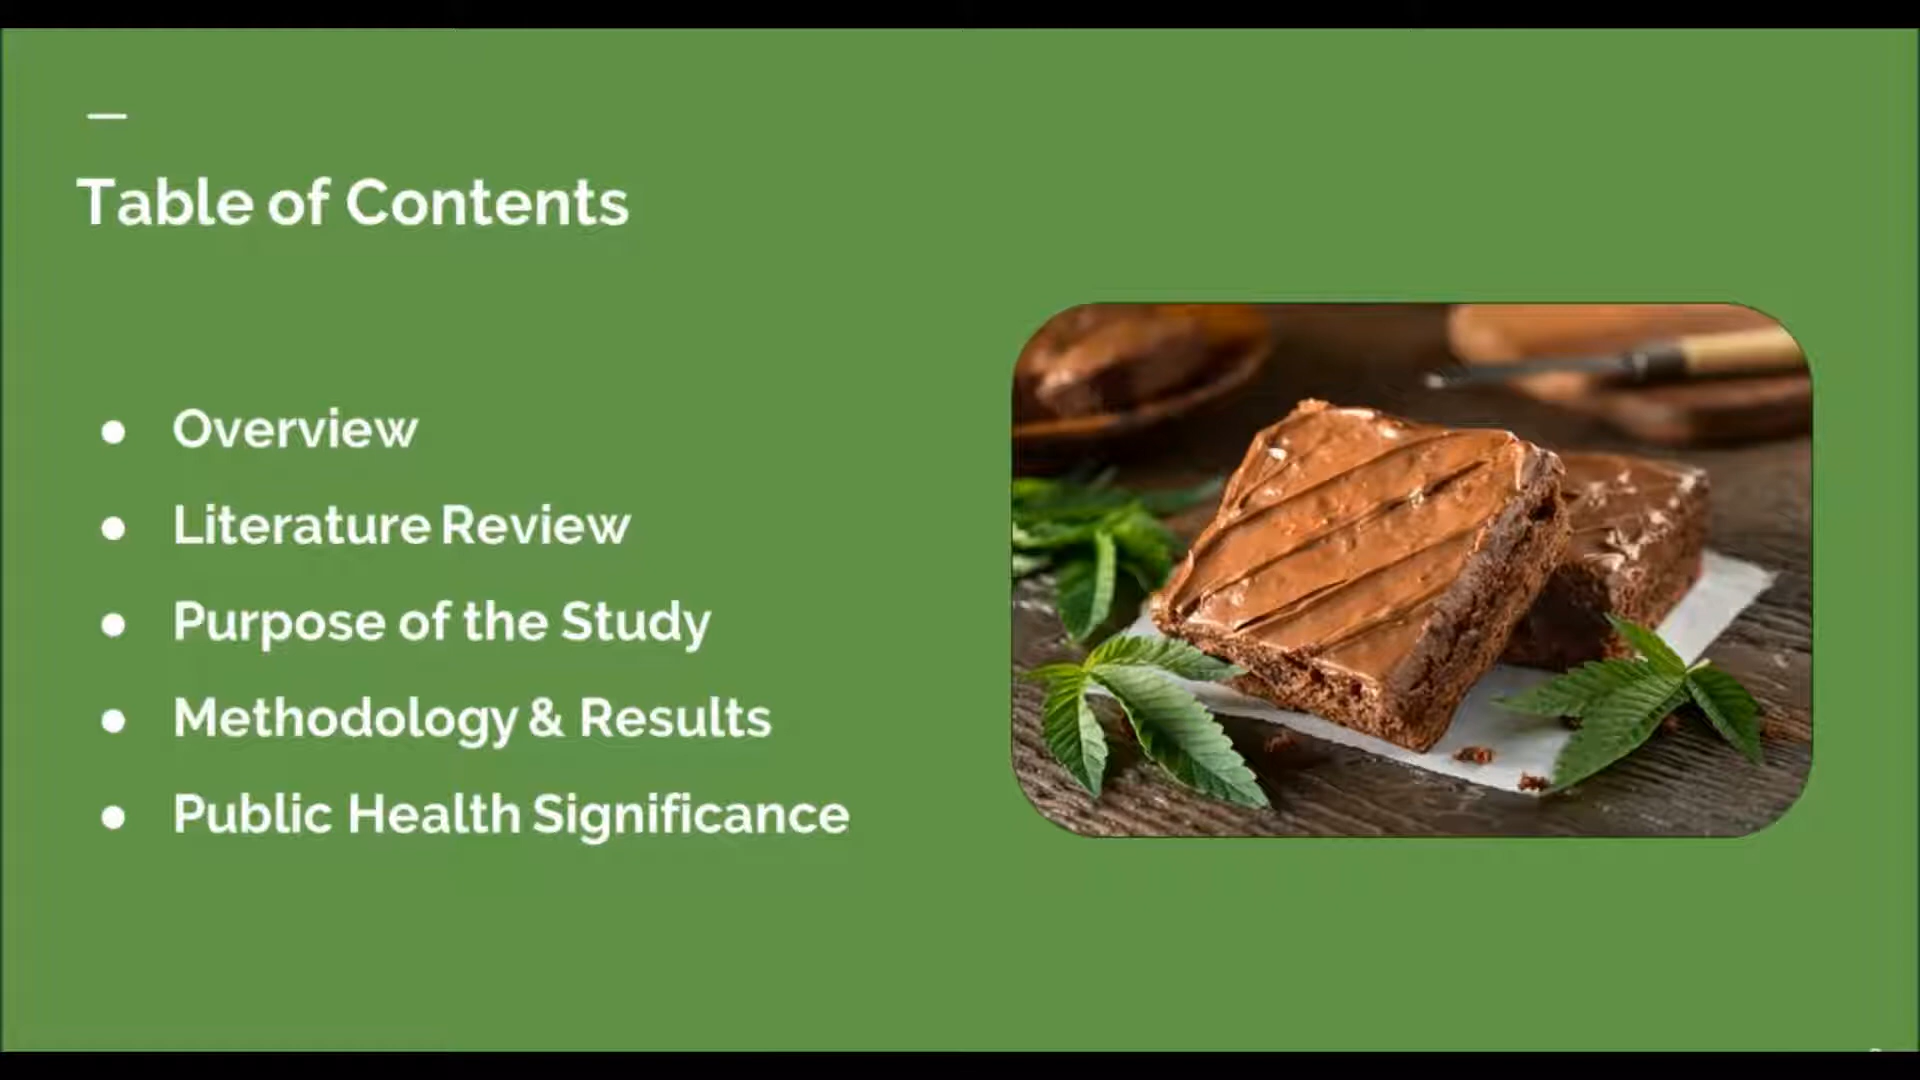 Table of Contents
● Overview
● Literature Review
● Purpose of the Study
● Methodology & Results
● Public Health Significance